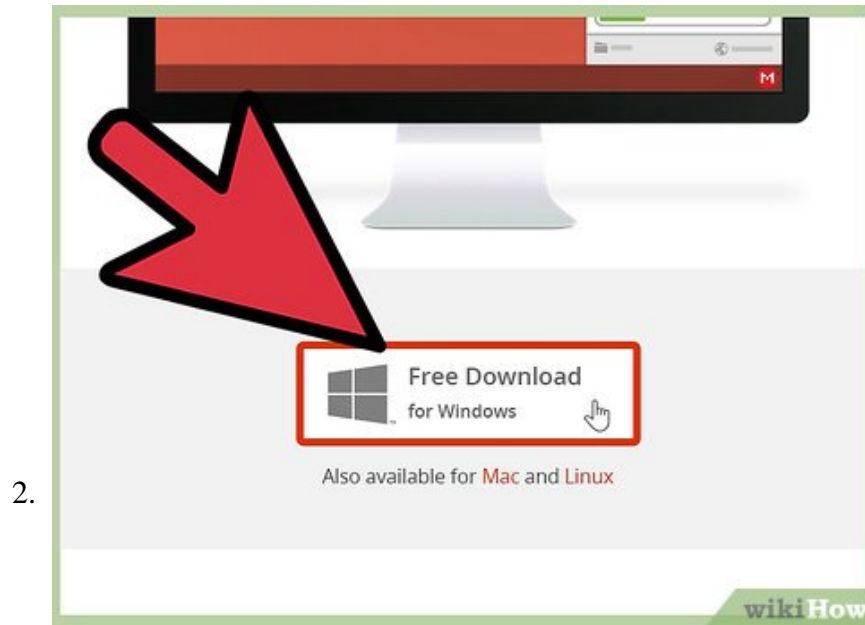 M
Free Download
for Windows
Also available for Mac and Linux
2.
wikiHow